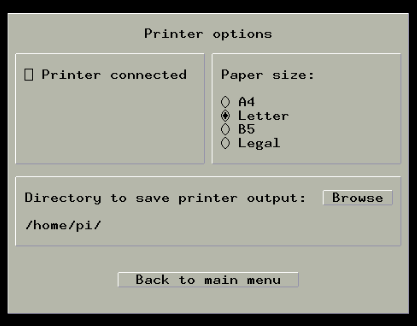 Printer options
Printer connected
Paper size:
A4
Letter
B5
Legal
Directory to save printer output:
Browse
/home/pi/
Back to main menu